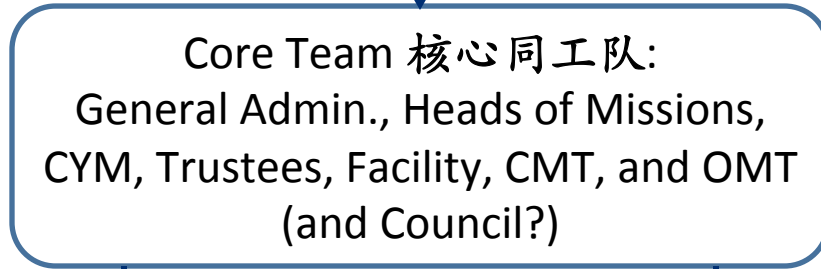 Core Team 核心同工队:
General Admin., Heads of Missions,
CYM, Trustees, Facility, CMT, and OMT
(and Council?)